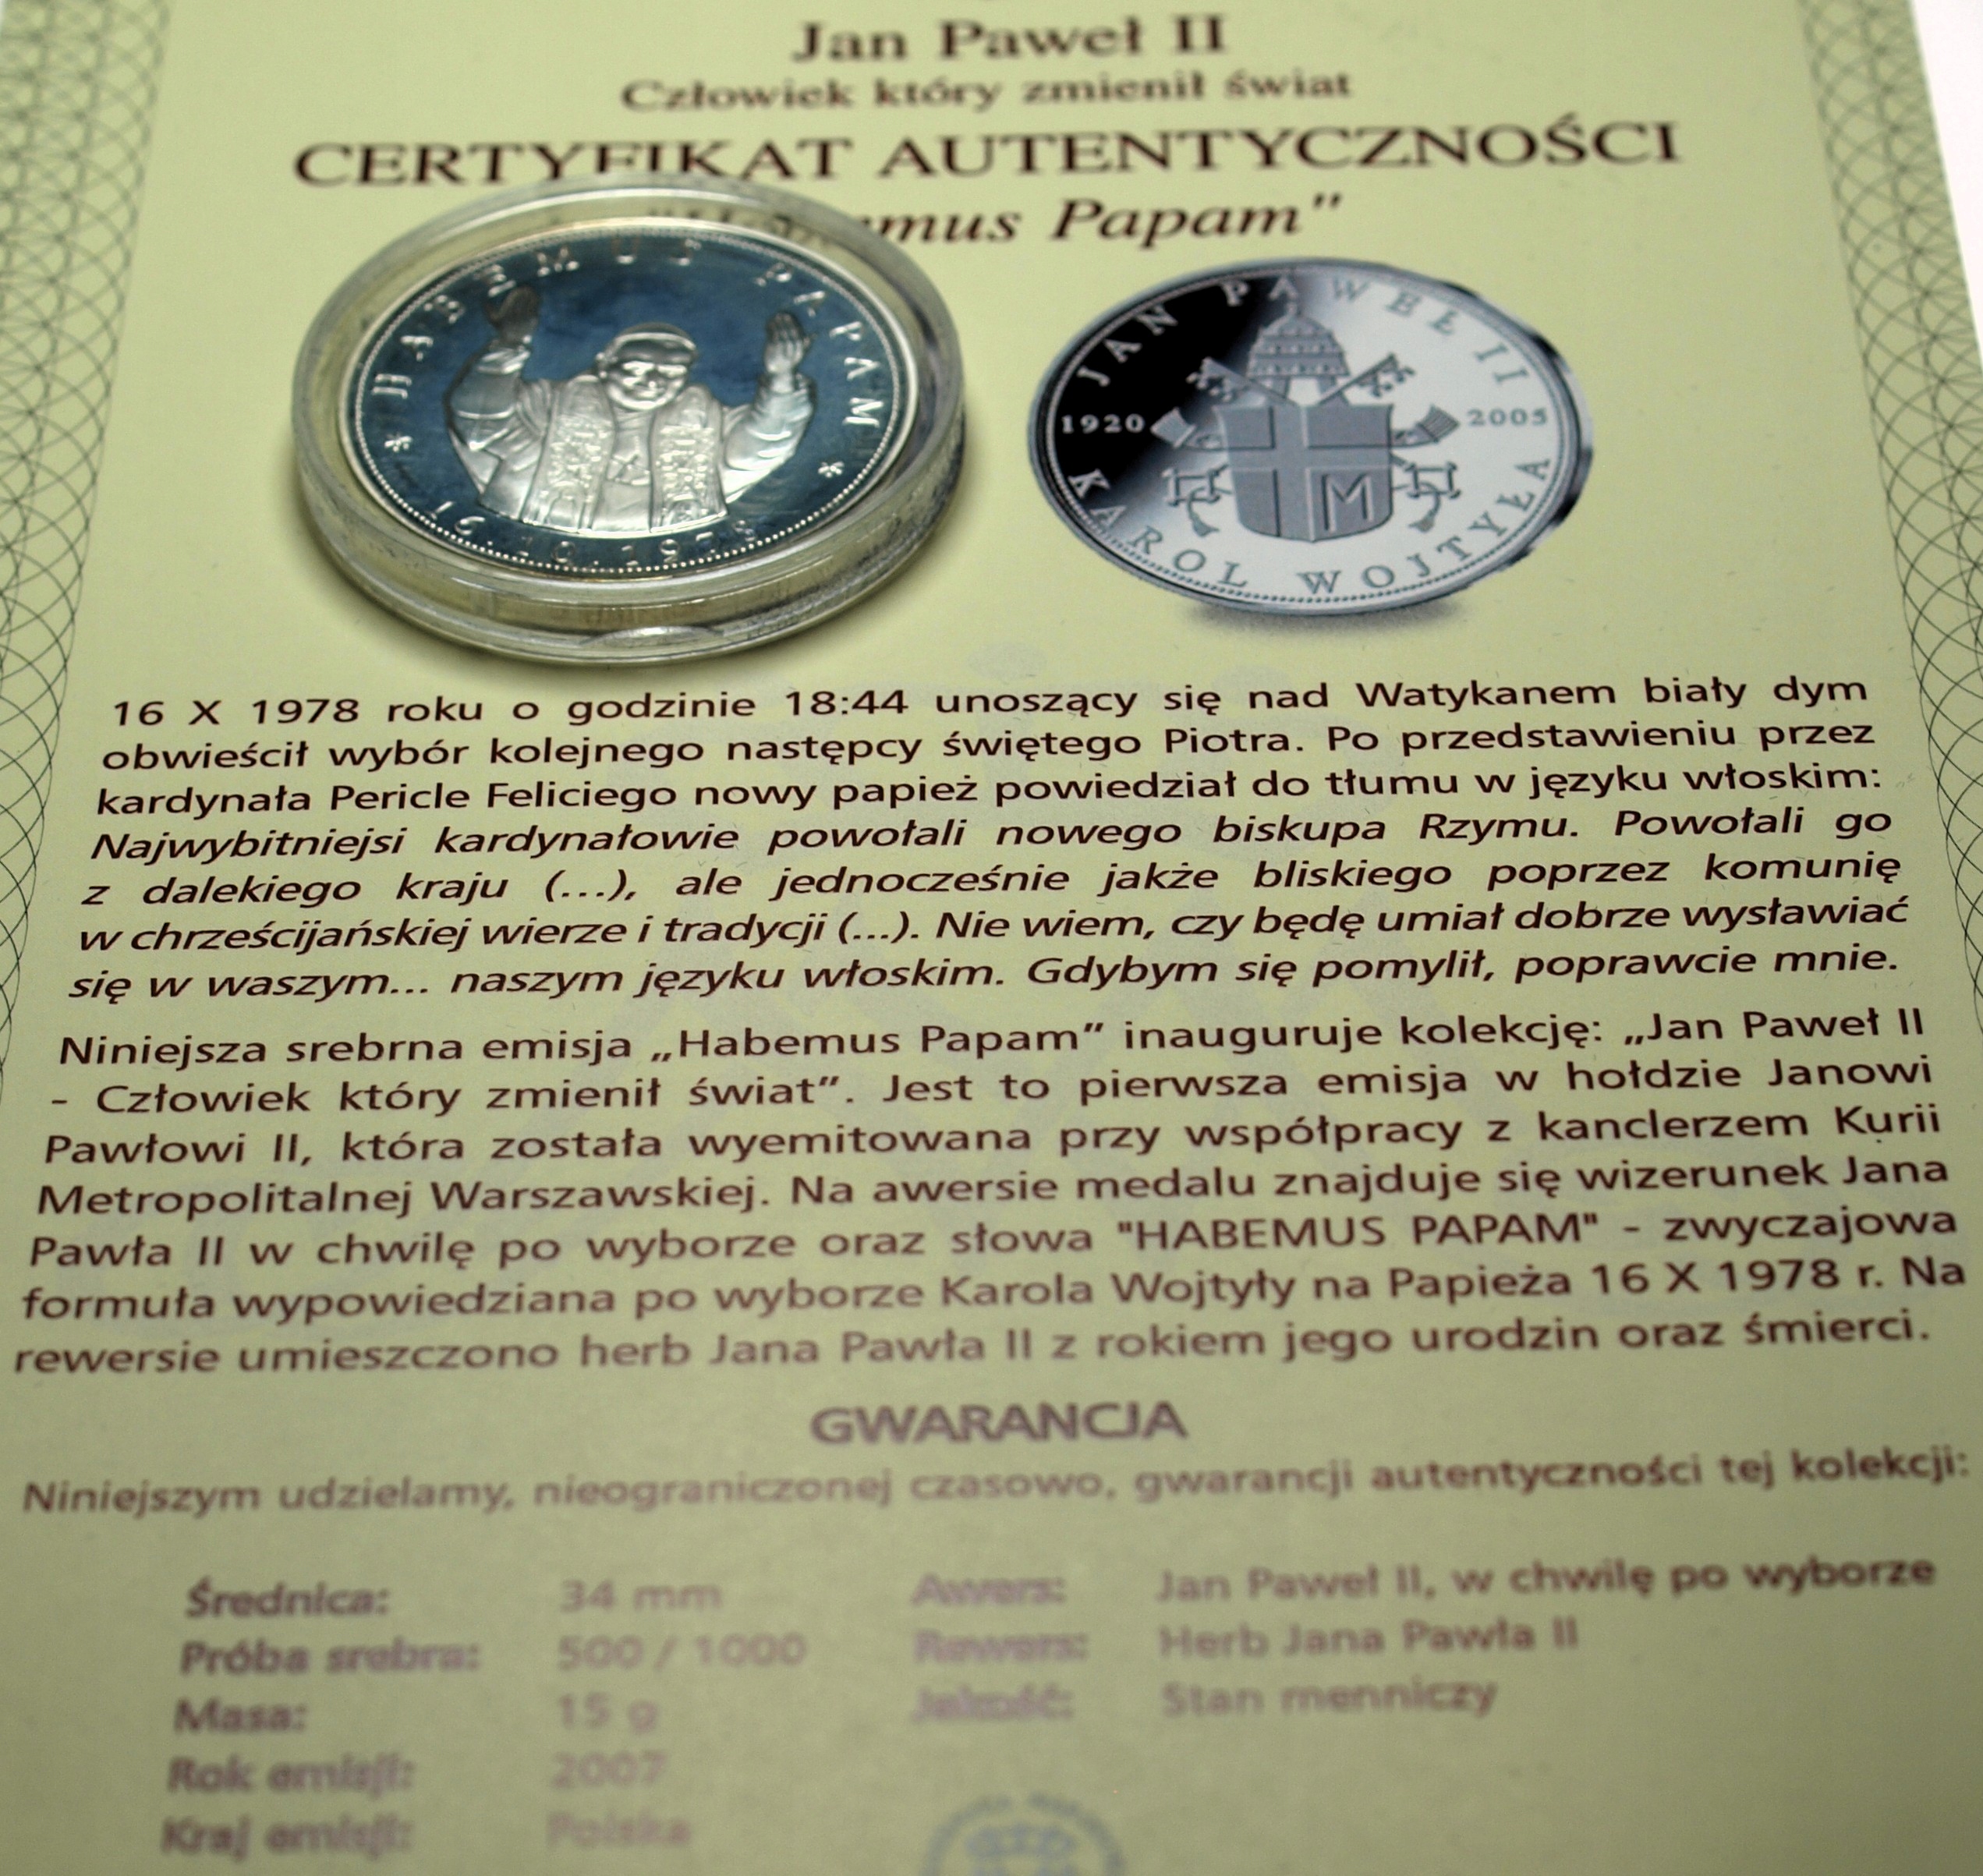 Jan Paweł II
Człowiek który zmienił świat
CERTYFIKAT AUTENTYCZNOŚCI
Papam"
HABEMUS PAPAM
* 16.10.1978 *
JAN PAWEŁ II
1920 2005
M
KAROL WOJTYŁA
16 X 1978 roku o godzinie 18:44 unoszący się nad Watykanem biały dym
obwieścił wybór kolejnego następcy świętego Piotra. Po przedstawieniu przez
kardynała Pericle Feliciego nowy papież powiedział do tłumu w języku włoskim:
Najwybitniejsi kardynałowie powołali nowego biskupa Rzymu. Powołali go
z dalekiego kraju (...), ale jednocześnie jakże bliskiego poprzez komunię
w chrześcijańskiej wierze i tradycji (...). Nie wiem, czy będę umiał dobrze wysławiać
się w waszym... naszym języku włoskim. Gdybym się pomylił, poprawcie mnie.
Niniejsza srebrna emisja „Habemus Papam” inauguruje kolekcję: „Jan Paweł II
- Człowiek który zmienił świat”. Jest to pierwsza emisja w hołdzie Janowi
Pawłowi II, która została wyemitowana przy współpracy z kanclerzem Kurii
Metropolitalnej Warszawskiej. Na awersie medalu znajduje się wizerunek Jana
Pawła II w chwilę po wyborze oraz słowa "HABEMUS PAPAM" - zwyczajowa
formuła wypowiedziana po wyborze Karola Wojtyły na Papieża 16 X 1978 r. Na
rewersie umieszczono herb Jana Pawła II z rokiem jego urodzin oraz śmierci.
GWARANCJA
Niniejszym udzielamy, nieograniczonej czasowo, gwarancji autentyczności tej kolekcji:
Średnica: 34 mm Awers: Jan Paweł II, w chwilę po wyborze
Próba srebra: 500 / 1000 Rewers: Herb Jana Pawła II
Masa: 15 g Jakość: Stan menniczy
Rok emisji: 2007
Kraj emisji: Polska